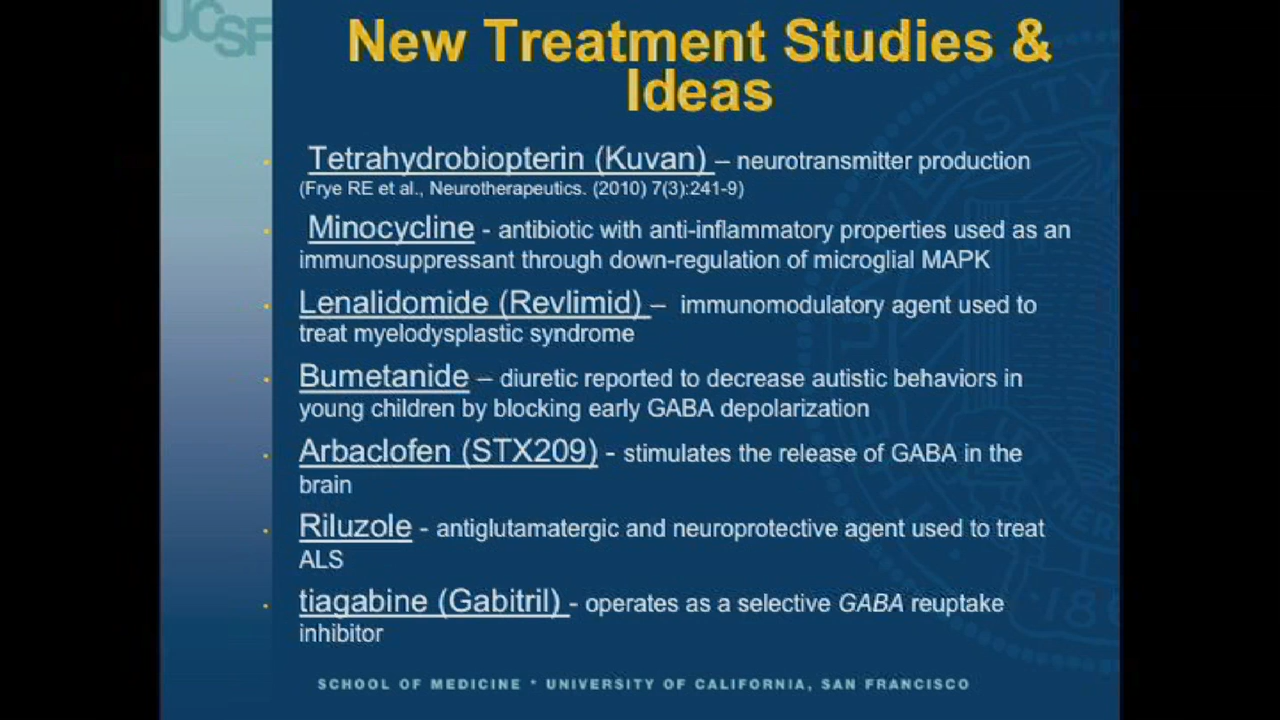 UCSF
New Treatment Studies &
Ideas
Tetrahydrobiopterin (Kuvan) – neurotransmitter production
(Frye RE et al., Neurotherapeutics. (2010) 7(3):241-9)
Minocycline - antibiotic with anti-inflammatory properties used as an
immunosuppressant through down-regulation of microglial MAPK
Lenalidomide (Revlimid) – immunomodulatory agent used to
treat myelodysplastic syndrome
Bumetanide – diuretic reported to decrease autistic behaviors in
young children by blocking early GABA depolarization
Arbaclofen (STX209) - stimulates the release of GABA in the
brain
Riluzole - antiglutamatergic and neuroprotective agent used to treat
ALS
tiagabine (Gabitril) - operates as a selective GABA reuptake
inhibitor
SCHOOL OF MEDICINE * UNIVERSITY OF CALIFORNIA, SAN FRANCISCO